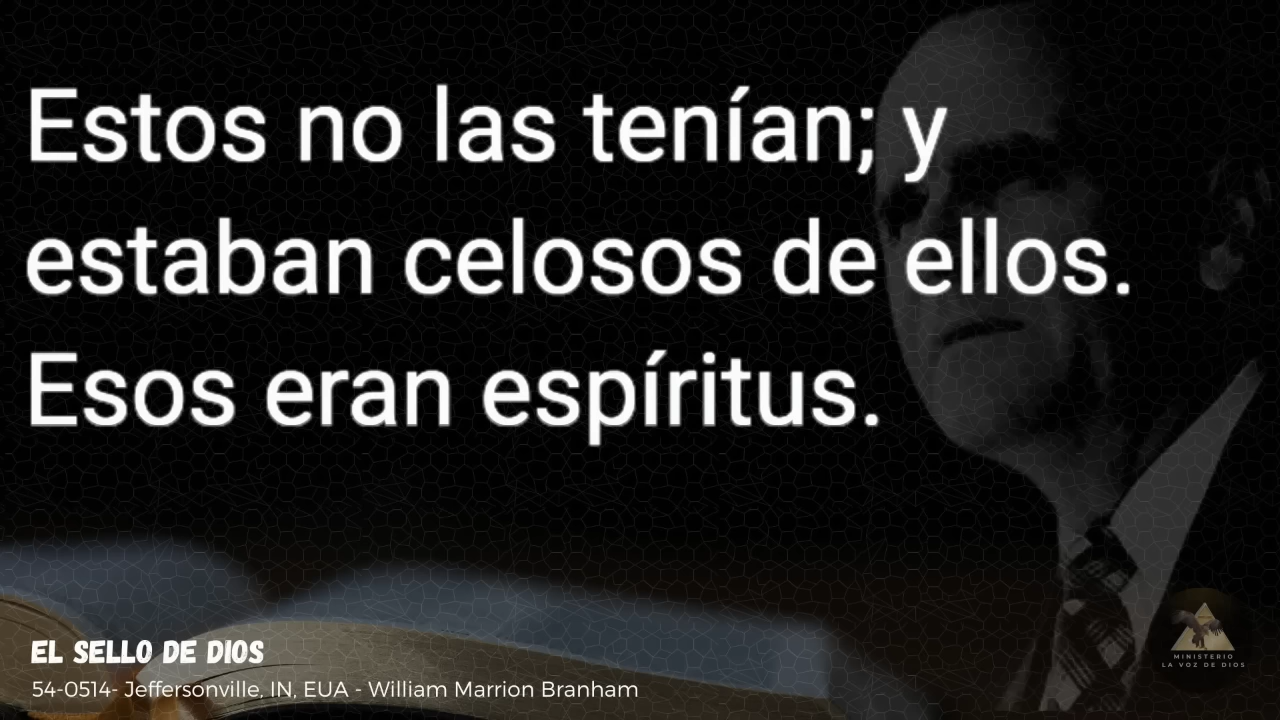 Estos no las tenían; y
estaban celosos de ellos.
Esos eran espíritus.
EL SELLO DE DIOS
54-0514- Jeffersonville, IN, EUA - William Marrion Branham
MINISTERIO
LA VOZ DE DIOS